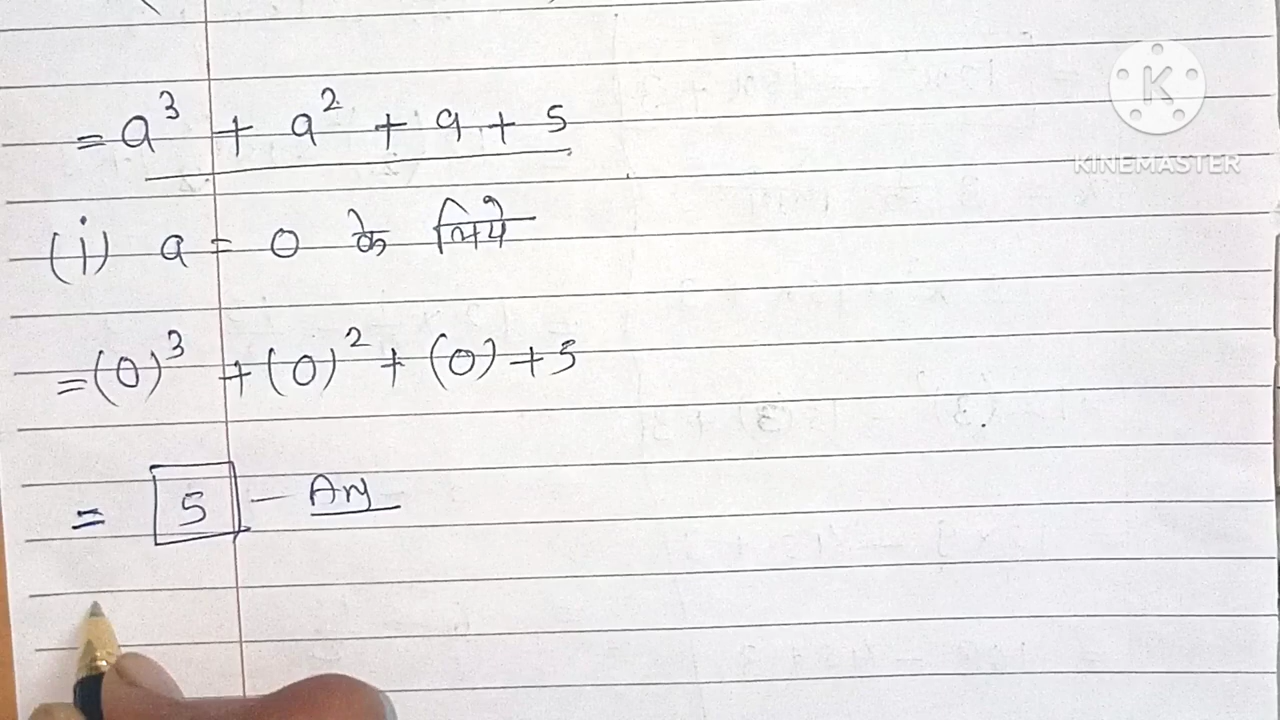 = a³ + a² + a + 5
(i) a = 0 के लिए
= (0)³ + (0)² + (0) + 5
= 5 - Ans
K
KINEMASTER